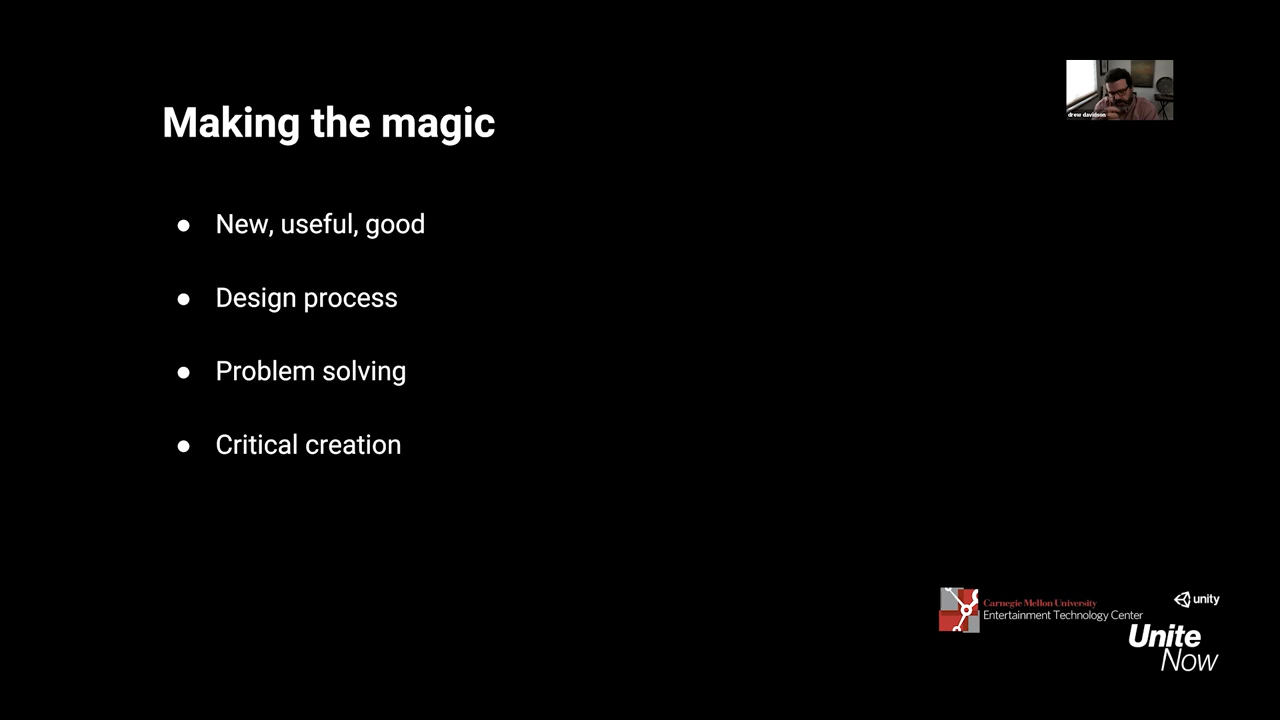 Making the magic
drew davidson
● New, useful, good
● Design process
● Problem solving
● Critical creation
Carnegie Mellon University
Entertainment Technology Center
unity
Unite
Now